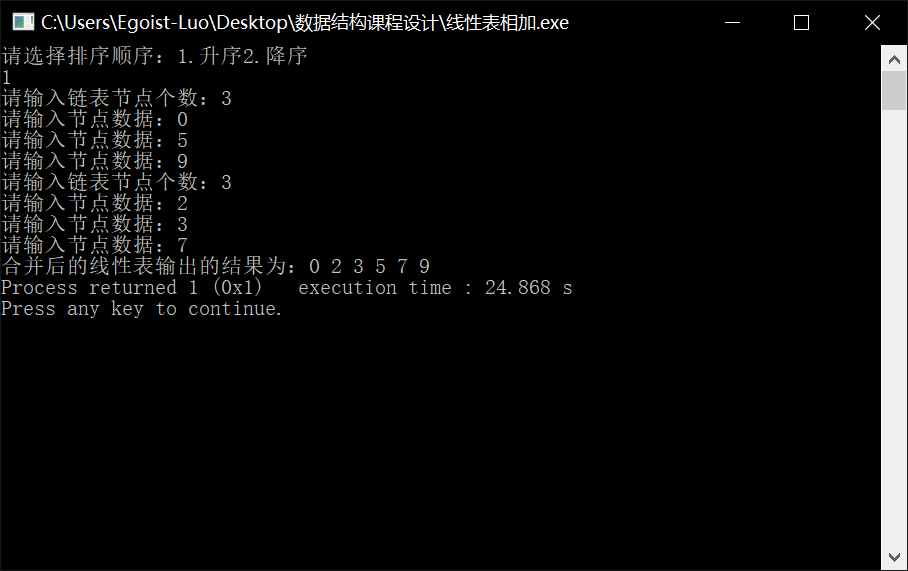 C:\Users\Egoist-Luo\Desktop\数据结构课程设计\线性表相加.exe
请选择排序顺序：1.升序2.降序
1
请输入链表节点个数：3
请输入节点数据：0
请输入节点数据：5
请输入节点数据：9
请输入链表节点个数：3
请输入节点数据：2
请输入节点数据：3
请输入节点数据：7
合并后的线性表输出的结果为：0 2 3 5 7 9
Process returned 1 (0x1)   execution time : 24.868 s
Press any key to continue.